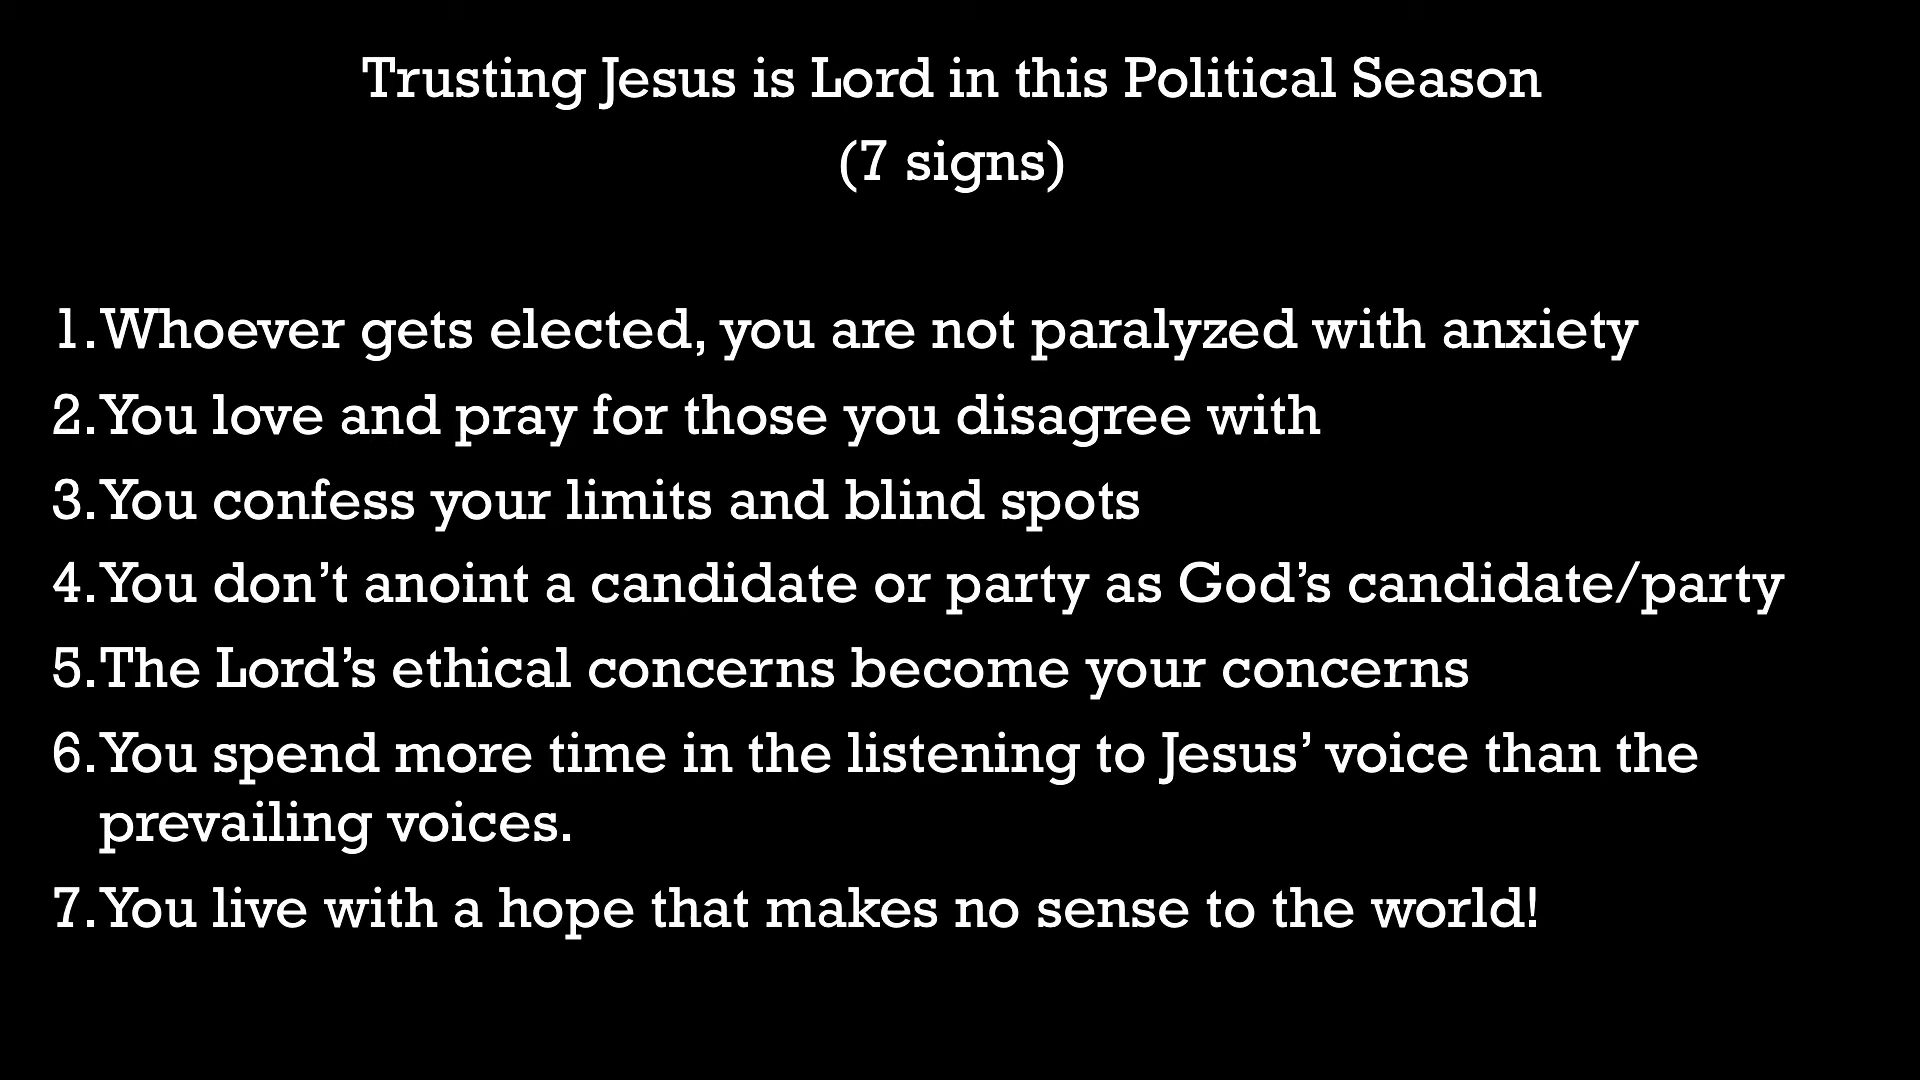 Trusting Jesus is Lord in this Political Season
(7 signs)
1. Whoever gets elected, you are not paralyzed with anxiety
2. You love and pray for those you disagree with
3. You confess your limits and blind spots
4. You don’t anoint a candidate or party as God’s candidate/party
5. The Lord’s ethical concerns become your concerns
6. You spend more time in the listening to Jesus’ voice than the
prevailing voices.
7. You live with a hope that makes no sense to the world!